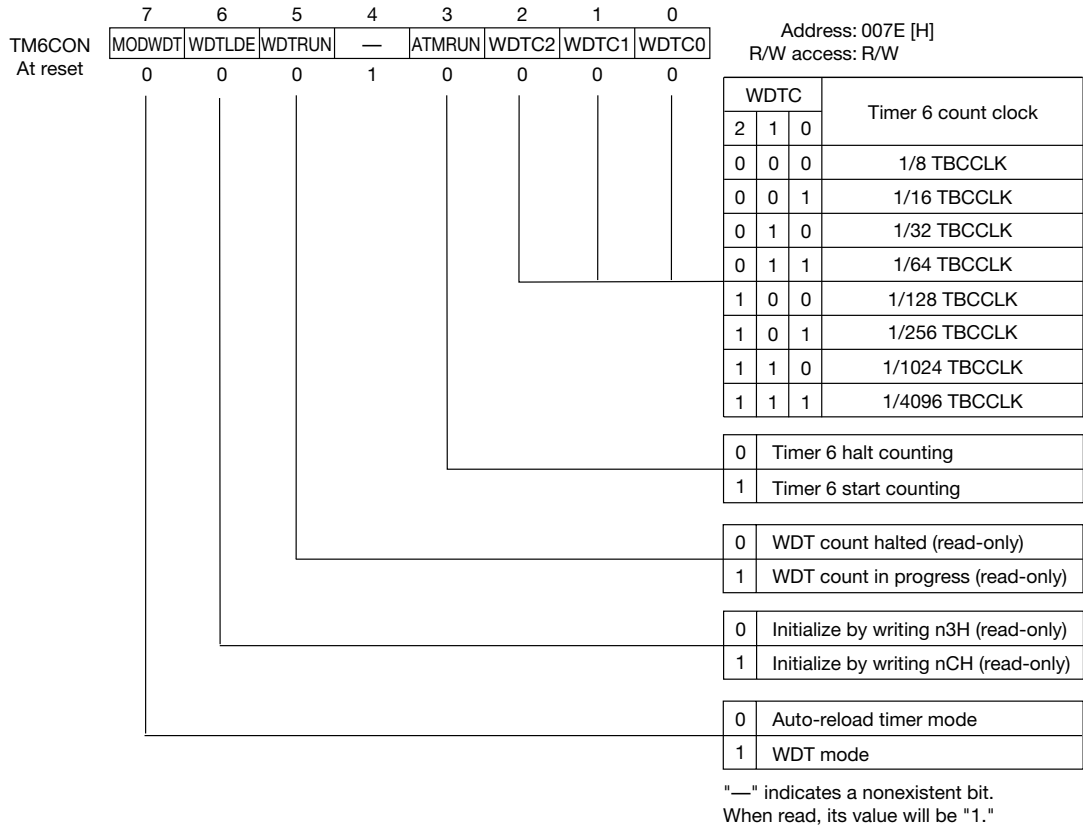 7 6 5 4 3 2 1 0
TM6CON MODWDT WDTLDE WDTRUN — ATMRUN WDTC2 WDTC1 WDTC0
At reset 0 0 0 1 0 0 0 0
Address: 007E [H]
R/W access: R/W
WDTC Timer 6 count clock
2 1 0
0 0 0 1/8 TBCCLK
0 0 1 1/16 TBCCLK
0 1 0 1/32 TBCCLK
0 1 1 1/64 TBCCLK
1 0 0 1/128 TBCCLK
1 0 1 1/256 TBCCLK
1 1 0 1/1024 TBCCLK
1 1 1 1/4096 TBCCLK
0 Timer 6 halt counting
1 Timer 6 start counting
0 WDT count halted (read-only)
1 WDT count in progress (read-only)
0 Initialize by writing n3H (read-only)
1 Initialize by writing nCH (read-only)
0 Auto-reload timer mode
1 WDT mode
"—" indicates a nonexistent bit.
When read, its value will be "1."